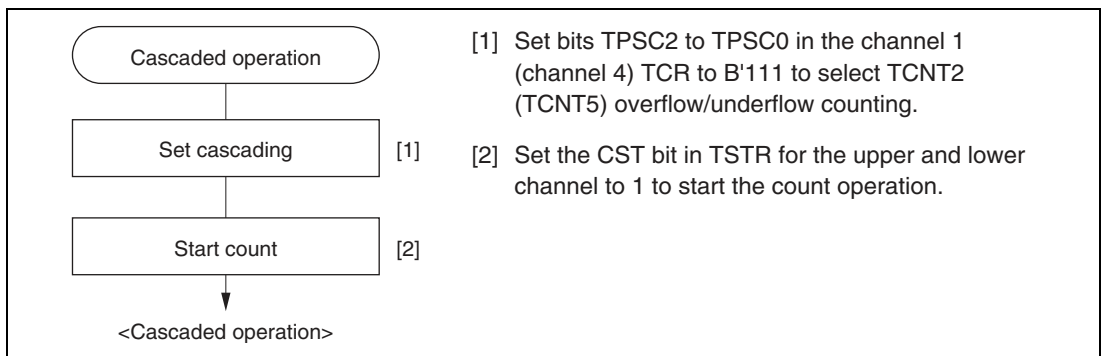 Cascaded operation
Set cascading
[1]
Start count
[2]
<Cascaded operation>
[1] Set bits TPSC2 to TPSC0 in the channel 1
(channel 4) TCR to B'111 to select TCNT2
(TCNT5) overflow/underflow counting.
[2] Set the CST bit in TSTR for the upper and lower
channel to 1 to start the count operation.